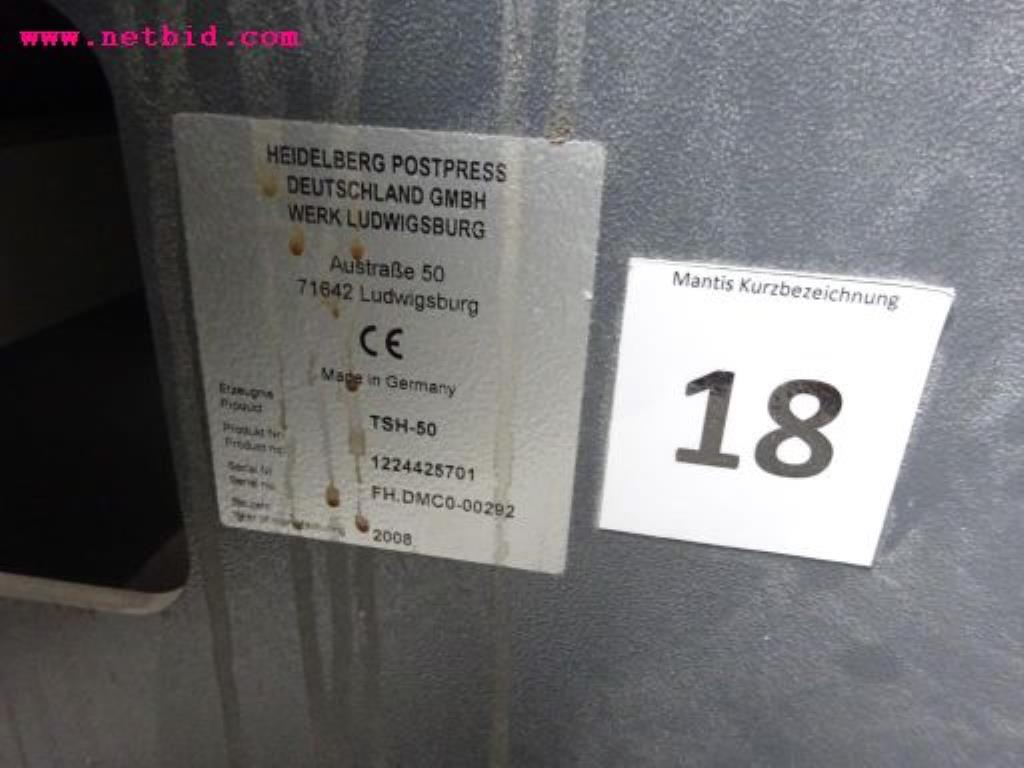 www.netbid.com
HEIDELBERG POSTPRESS
DEUTSCHLAND GMBH
WERK LUDWIGSBURG
Austraße 50
71642 Ludwigsburg
CE
Made in Germany
Erzeugnis
Product
TSH-50
Produkt Nr.
Product no.
1224425701
Serial Nr.
Serial no.
FH.DMC0-00292
2008
Mantis Kurzbezeichnung
18